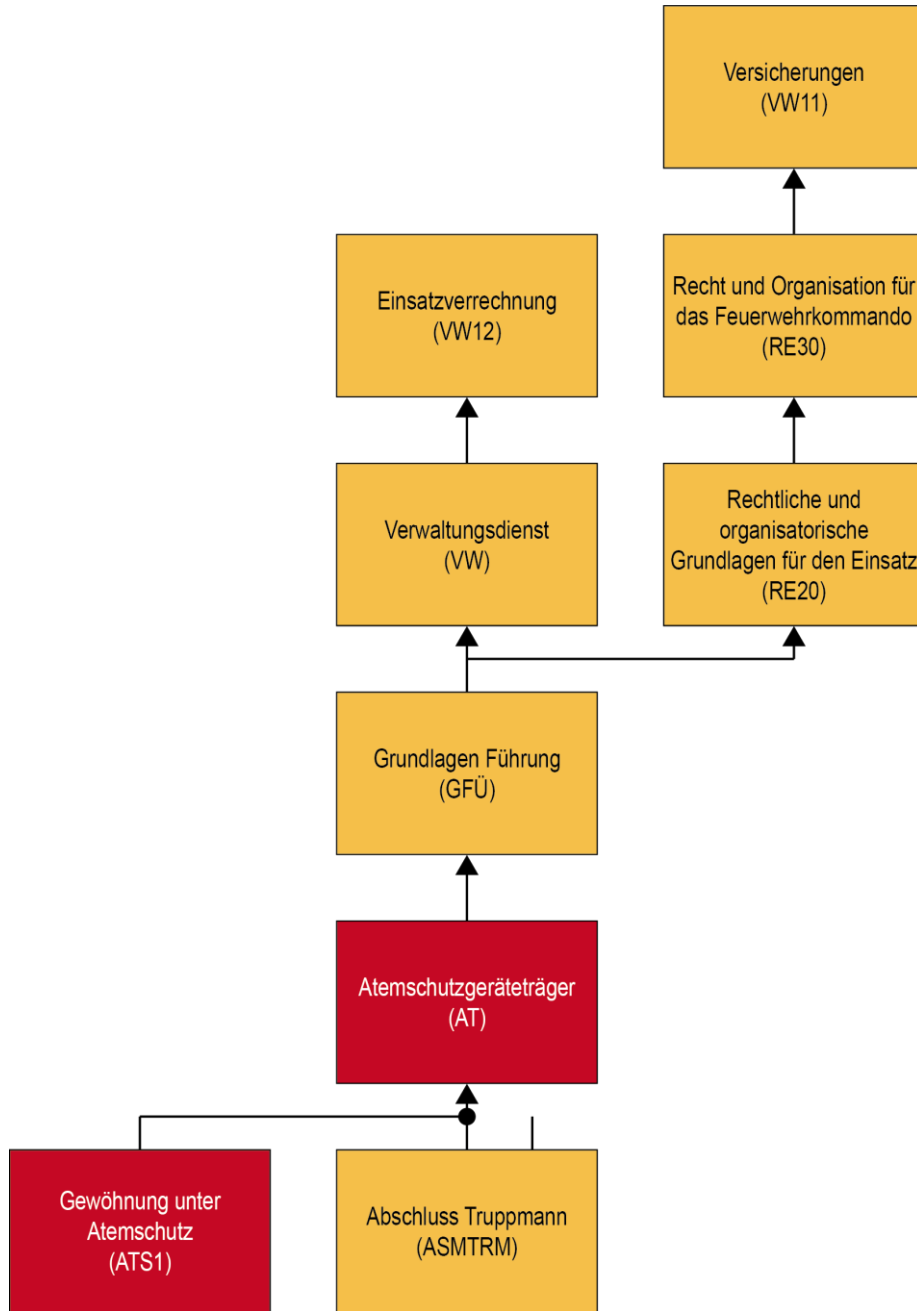 Versicherungen
(VW11)
Einsatzverrechnung
(VW12)
Recht und Organisation für
das Feuerwehrkommando
(RE30)
Verwaltungsdienst
(VW)
Rechtliche und
organisatorische
Grundlagen für den Einsatz
(RE20)
Grundlagen Führung
(GFÜ)
Atemschutzgeräteträger
(AT)
Gewöhnung unter
Atemschutz
(ATS1)
Abschluss Truppmann
(ASMTRM)